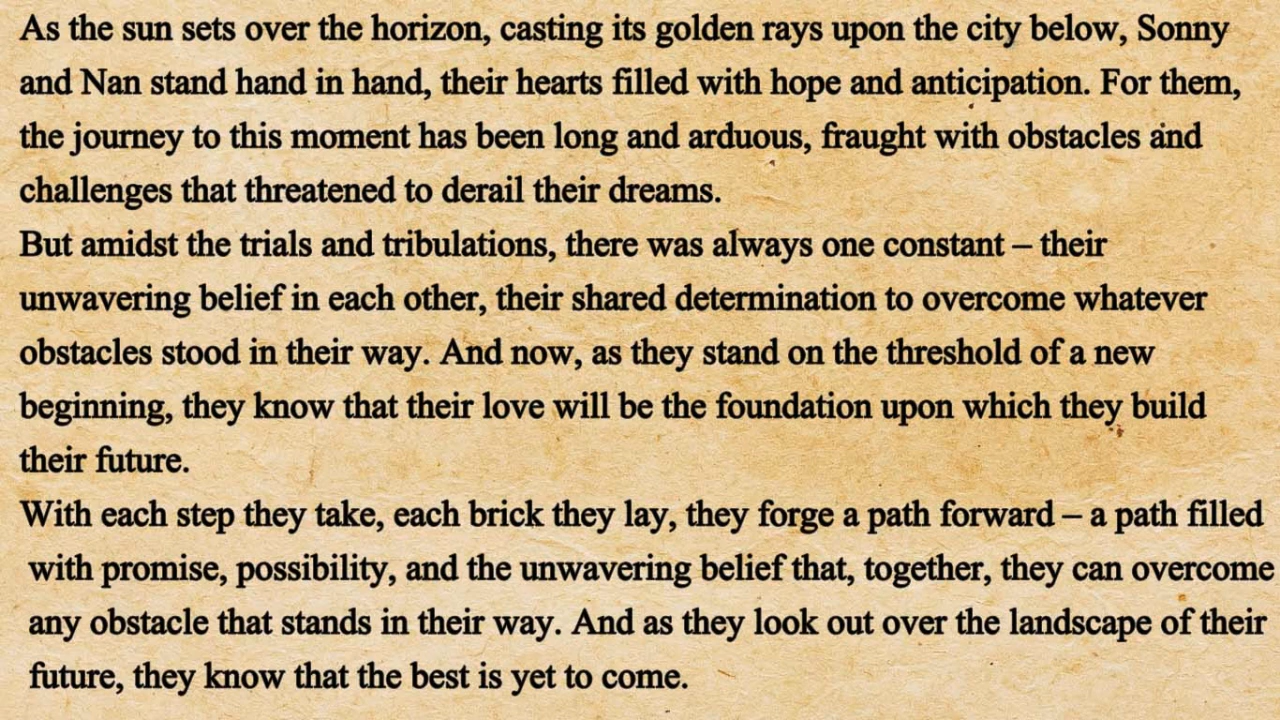 As the sun sets over the horizon, casting its golden rays upon the city below, Sonny
and Nan stand hand in hand, their hearts filled with hope and anticipation. For them,
the journey to this moment has been long and arduous, fraught with obstacles and
challenges that threatened to derail their dreams.
But amidst the trials and tribulations, there was always one constant – their
unwavering belief in each other, their shared determination to overcome whatever
obstacles stood in their way. And now, as they stand on the threshold of a new
beginning, they know that their love will be the foundation upon which they build
their future.
With each step they take, each brick they lay, they forge a path forward – a path filled
with promise, possibility, and the unwavering belief that, together, they can overcome
any obstacle that stands in their way. And as they look out over the landscape of their
future, they know that the best is yet to come.